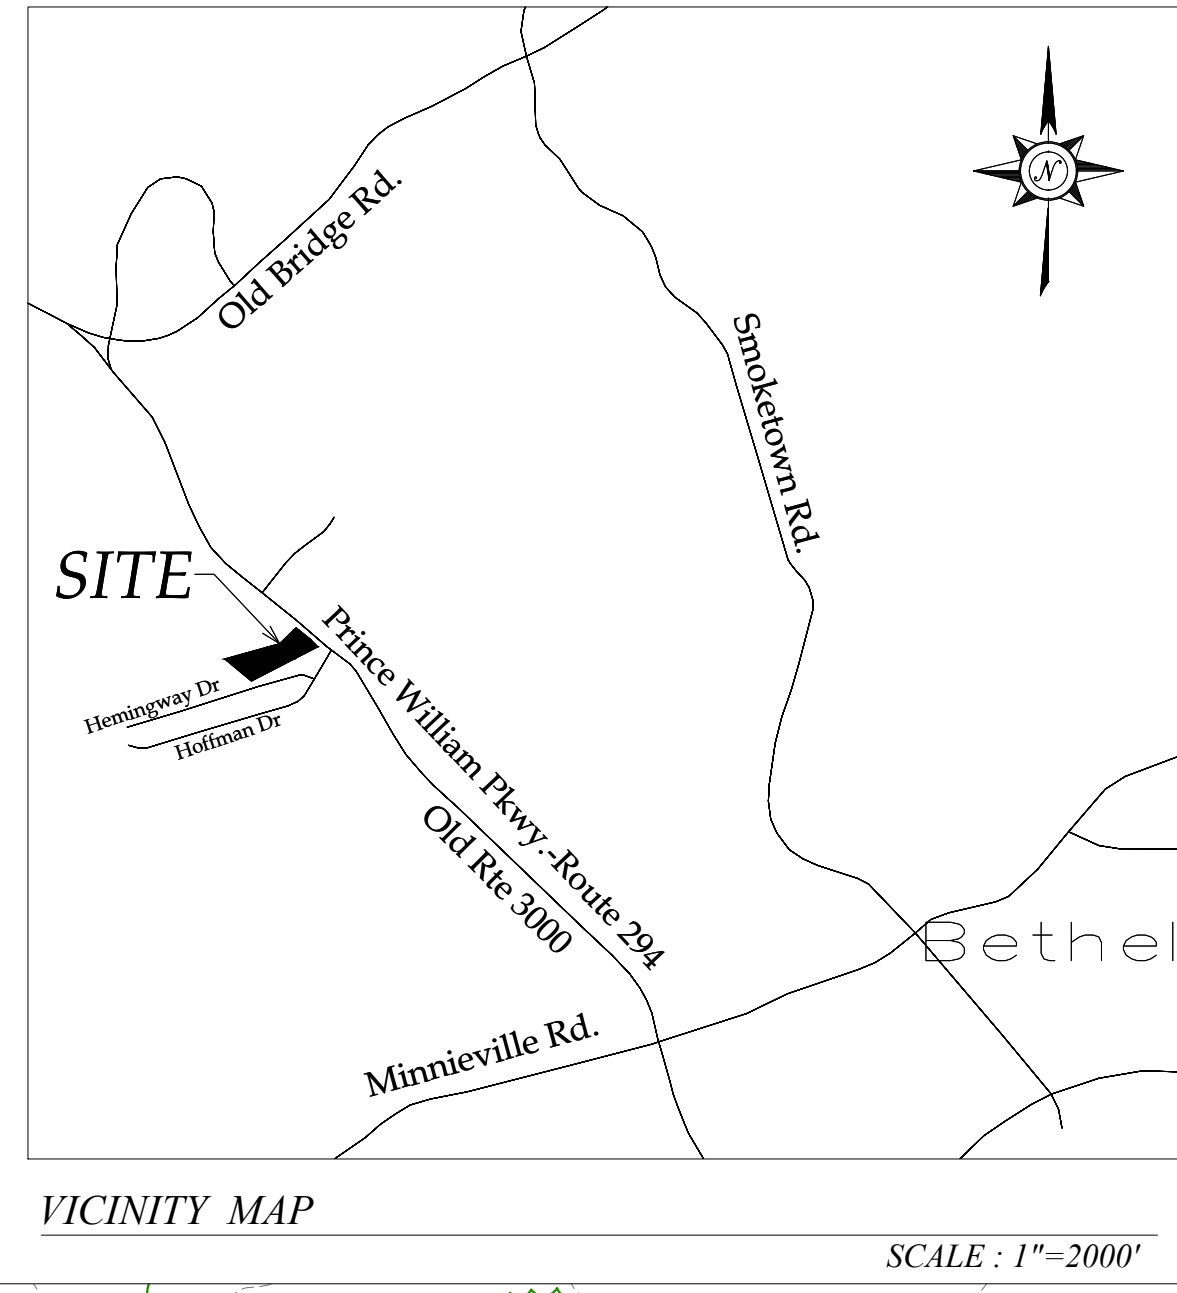 N
Old Bridge Rd.
Smoketown Rd.
SITE
Prince William Pkwy.-Route 294
Hemingway Dr
Hoffman Dr
Old Rte 3000
Bethel
Minnieville Rd.
VICINITY MAP
SCALE : 1"=2000'